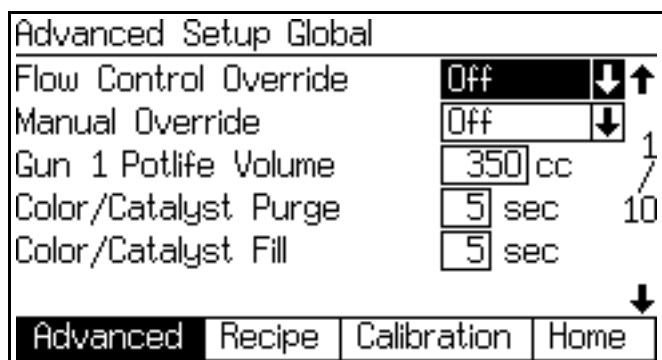 Advanced Setup Global
Flow Control Override Off
Manual Override Off
Gun 1 Potlife Volume 350 cc
Color/Catalyst Purge 5 sec
Color/Catalyst Fill 5 sec
1/10
Advanced Recipe Calibration Home